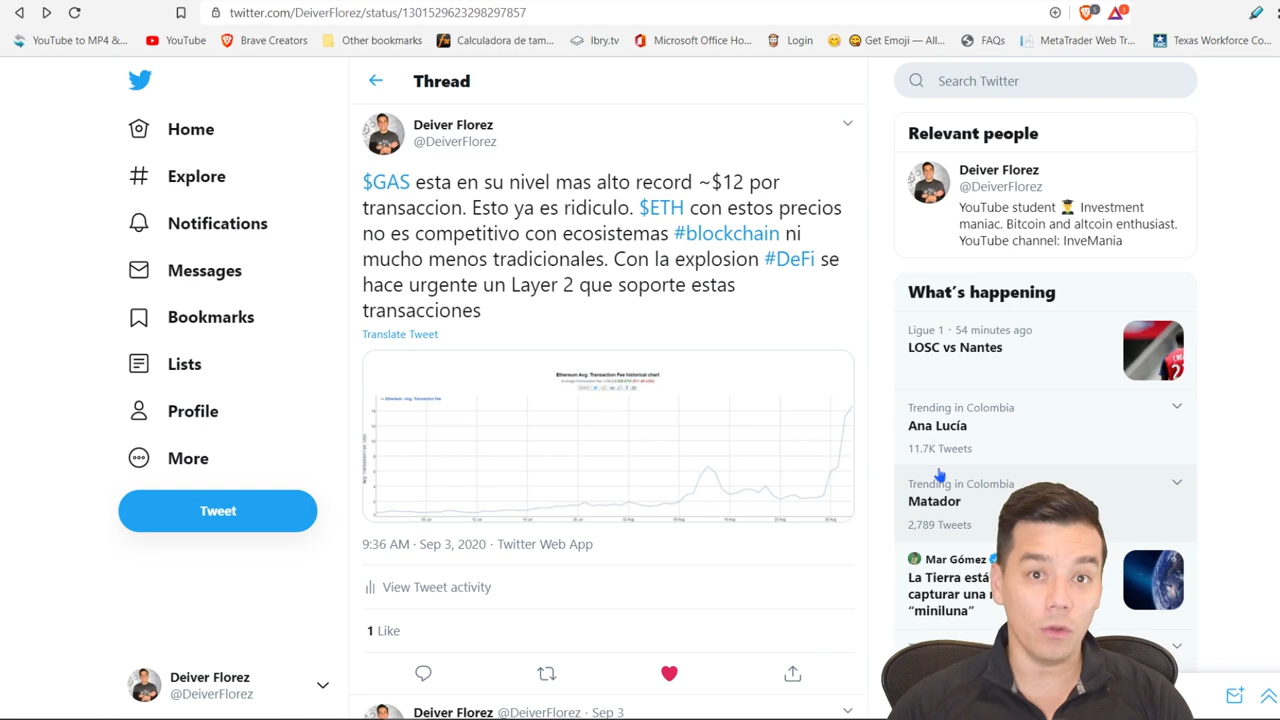 twitter.com/DeiverFlorez/status/1301529623298297857
5
3
YouTube to MP4 &...
YouTube
Brave Creators
Other bookmarks
Calculadora de tam...
lbry.tv
Microsoft Office Ho...
Login
Get Emoji — All...
FAQs
MetaTrader Web Tr...
Texas Workforce Co...
Home
Explore
Notifications
Messages
Bookmarks
Lists
Profile
More
Tweet
Deiver Florez
@DeiverFlorez
Thread
Deiver Florez
@DeiverFlorez
$GAS esta en su nivel mas alto record ~$12 por
transaccion. Esto ya es ridiculo. $ETH con estos precios
no es competitivo con ecosistemas #blockchain ni
mucho menos tradicionales. Con la explosion #DeFi se
hace urgente un Layer 2 que soporte estas
transacciones
Translate Tweet
Ethereum Avg. Transaction Fee historical chart
9:36 AM · Sep 3, 2020 · Twitter Web App
View Tweet activity
1 Like
Deiver Florez @DeiverFlorez · Sep 3
Search Twitter
Relevant people
Deiver Florez
@DeiverFlorez
YouTube student Investment
maniac. Bitcoin and altcoin enthusiast.
YouTube channel: InveMania
What's happening
Ligue 1 · 54 minutes ago
LOSC vs Nantes
Trending in Colombia
Ana Lucía
11.7K Tweets
Trending in Colombia
Matador
2,789 Tweets
Mar Gómez
La Tierra está
capturar una
"miniluna"